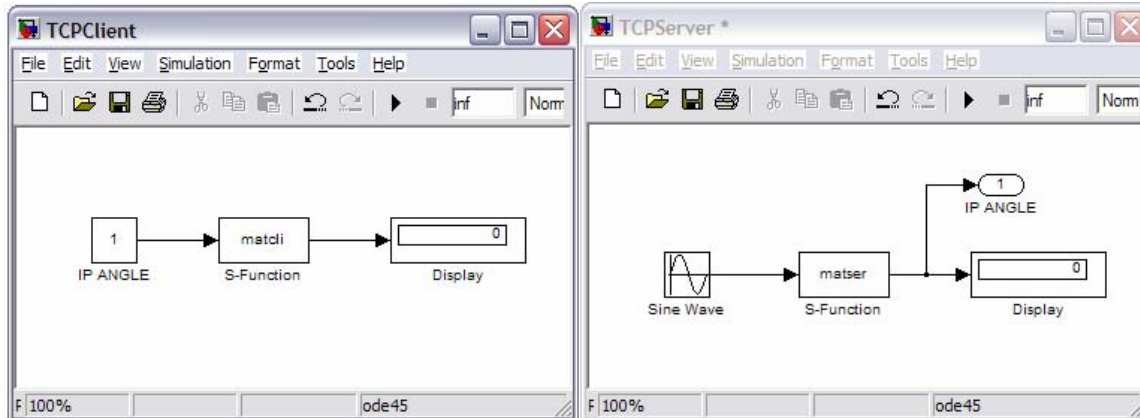 TCPClient
File Edit View Simulation Format Tools Help
inf Norm
1
IP ANGLE
matcli
S-Function
0
Display
F 100% ode45
TCPServer *
File Edit View Simulation Format Tools Help
inf Norm
1
IP ANGLE
Sine Wave
matser
S-Function
0
Display
F 100% ode45